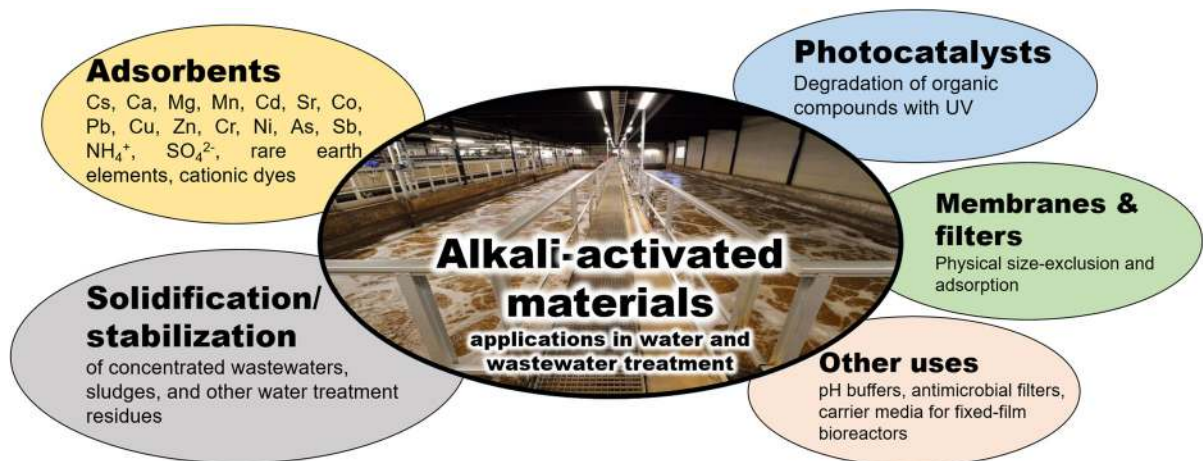 Adsorbents
Cs, Ca, Mg, Mn, Cd, Sr, Co,
Pb, Cu, Zn, Cr, Ni, As, Sb,
NH₄⁺, SO₄²⁻, rare earth
elements, cationic dyes
Solidification/
stabilization
of concentrated wastewaters,
sludges, and other water treatment
residues
Alkali-activated
materials
applications in water and
wastewater treatment
Photocatalysts
Degradation of organic
compounds with UV
Membranes &
filters
Physical size-exclusion and
adsorption
Other uses
pH buffers, antimicrobial filters,
carrier media for fixed-film
bioreactors